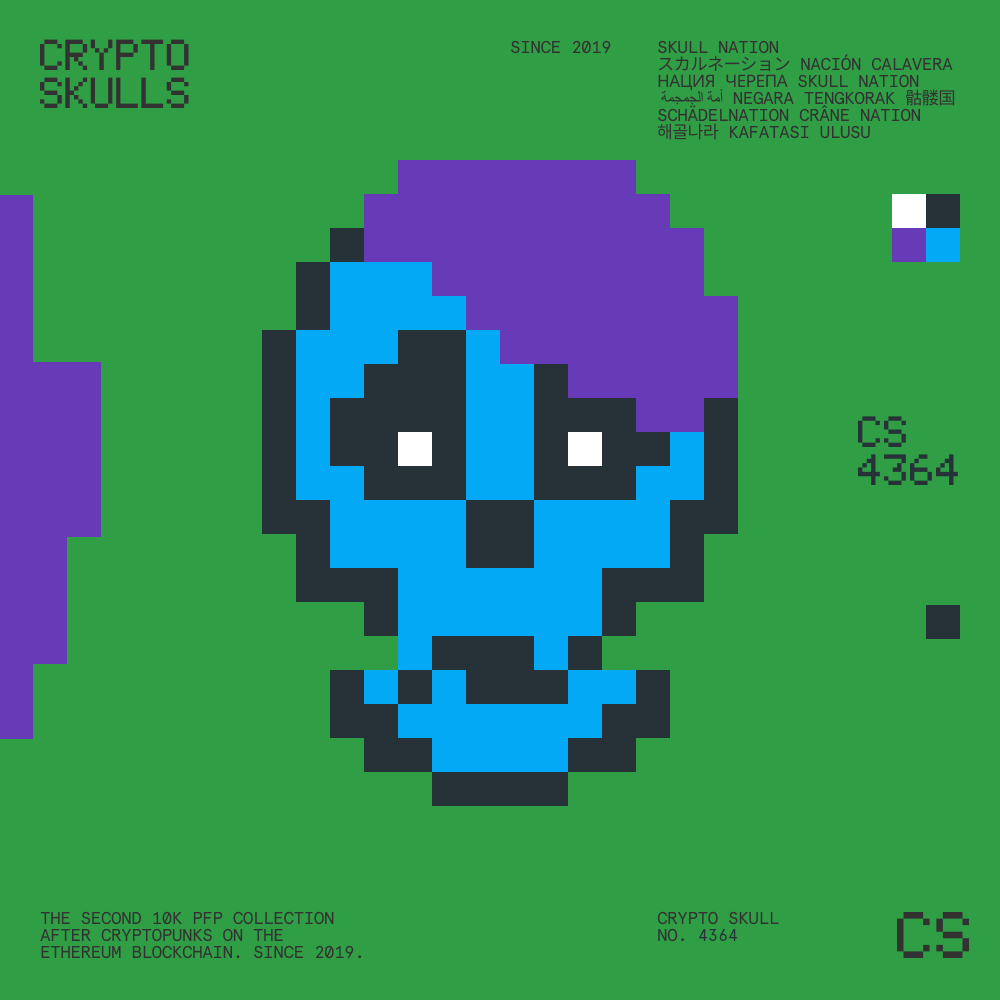 CRYPTO
SKULLS
SINCE 2019
SKULL NATION
スカルネーション NACIÓN CALAVERA
НАЦИЯ ЧЕРЕПА SKULL NATION
أمة الجمجمة NEGARA TENGKORAK 骷髅国
SCHÄDELNATION CRÂNE NATION
해골나라 KAFATASI ULUSU
CS
4364
THE SECOND 10K PFP COLLECTION
AFTER CRYPTOPUNKS ON THE
ETHEREUM BLOCKCHAIN. SINCE 2019.
CRYPTO SKULL
NO. 4364
CS